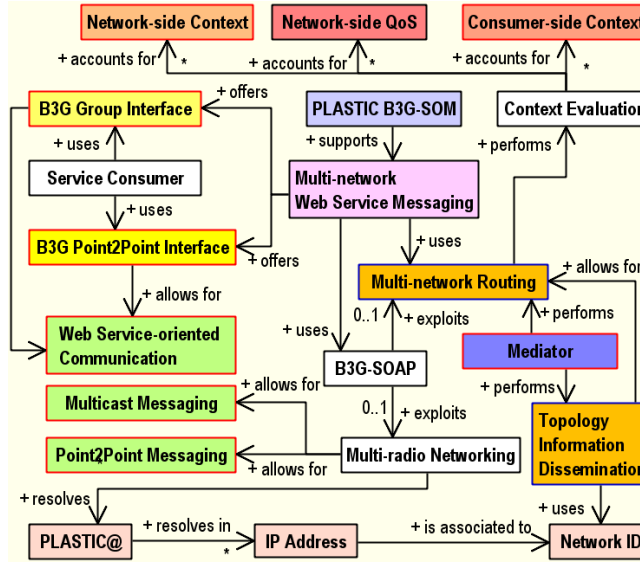 Network-side Context
Network-side QoS
Consumer-side Context
+ accounts for
*
+ accounts for
*
+ accounts for
*
B3G Group Interface
+ offers
PLASTIC B3G-SOM
Context Evaluation
+ uses
+ supports
+ performs
Service Consumer
Multi-network
Web Service Messaging
+ uses
B3G Point2Point Interface
+ offers
+ uses
+ allows for
Multi-network Routing
+ allows for
Web Service-oriented
Communication
+ uses
0..1
+ exploits
+ performs
Mediator
B3G-SOAP
+ allows for
+ performs
Multicast Messaging
0..1
+ exploits
Topology
Information
Dissemination
Point2Point Messaging
*
+ allows for
Multi-radio Networking
+ resolves
+ uses
+ resolves in
*
+ is associated to
PLASTIC@
IP Address
Network ID